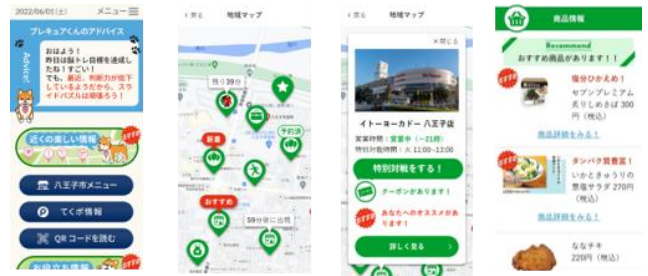 2022/06/01(土) メニュー
プレキュアくんのアドバイス
Advice!
おはよう!
昨日は脳トレ目標を達成し
たね!すごい!
でも、最近、判断力が低下
しているようだから、スラ
イドパズルは頑張ろう!
近くの楽しい情報
おすすめ
八王子市メニュー
てくポ情報
QRコードを読む
お役立ち情報
‹ 戻る 地域マップ
残り39分
予約済
新着
おすすめ
59分後に出現
‹ 戻る 地域マップ
×閉じる
イトーヨーカドー 八王子店
営業時間:営業中(~21時)
特別対戦時間:火 11:00~12:00
特別対戦をする!
クーポンがあります!
あなたへのオススメがあ
ります!
詳しく見る
商品情報
Recommend
おすすめ商品があります!!
塩分ひかえめ!
セブンプレミアム
炙りしめさば 300
円(税込)
商品詳細をみる!
タンパク質豊富!
いかときゅうりの
豊塩サラダ 270円
(税込)
商品詳細をみる!
ななチキ
220円(税込)